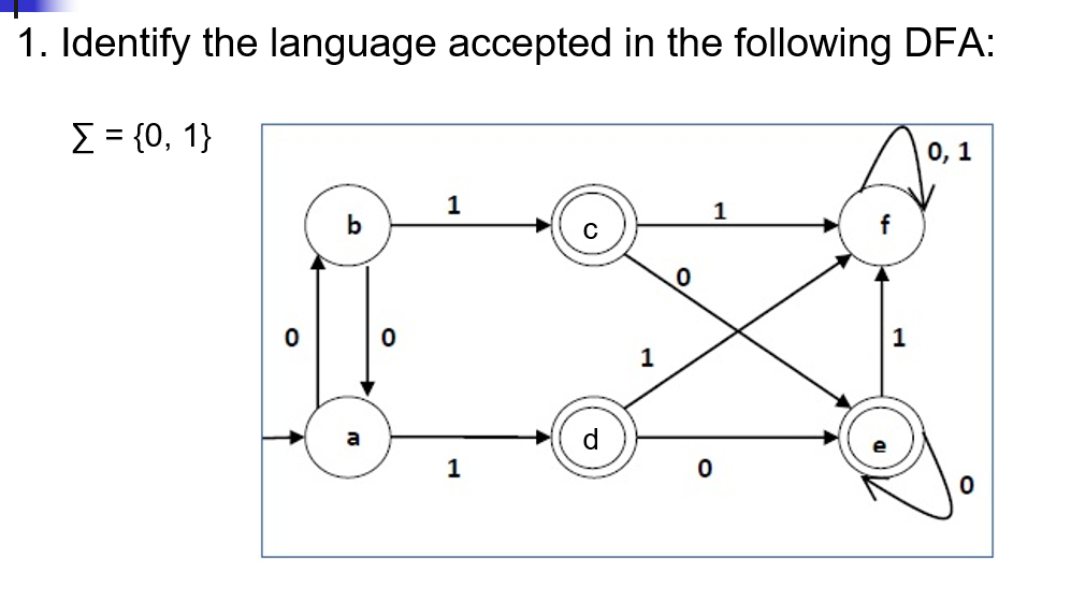 1. Identify the language accepted in the following DFA:
∑ = {0, 1}
0, 1
b
1
c
1
f
0
0
0
1
1
a
d
e
1
0
0